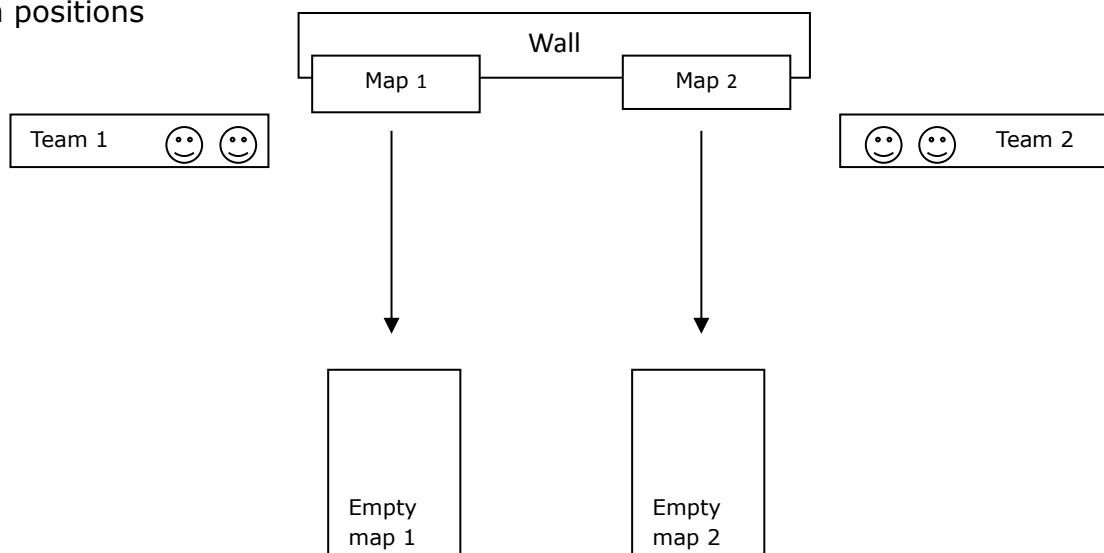 positions
Wall
Map 1
Map 2
Team 1
Team 2
Empty
map 1
Empty
map 2